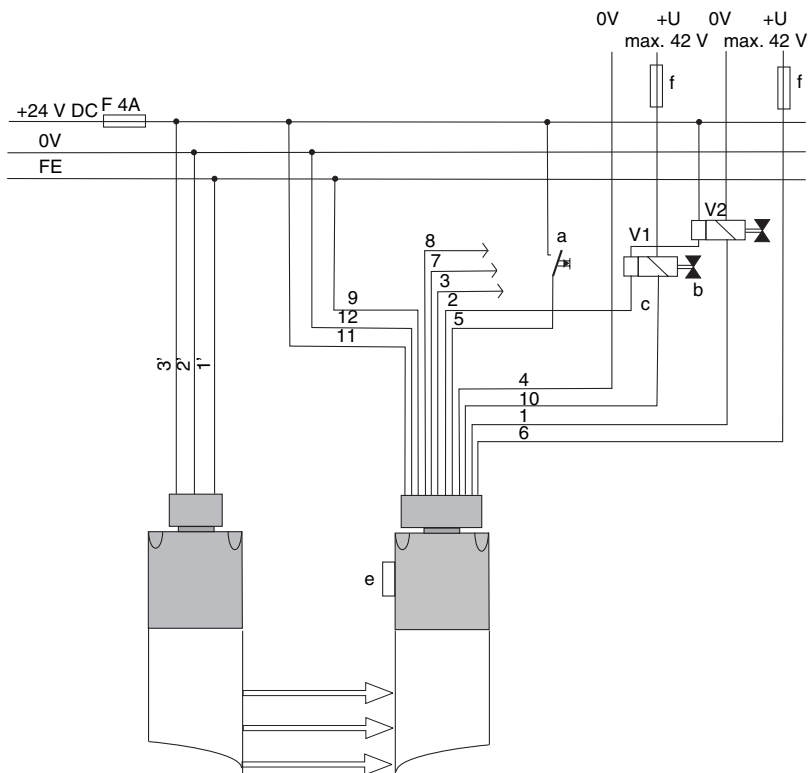 0V +U 0V +U
max. 42 V max. 42 V
f f
+24 V DC F 4A
0V
FE
V2
8 a V1
7
3 b
9 2 c
12 5
11
3' 2' 1'
4
10
1
6
e